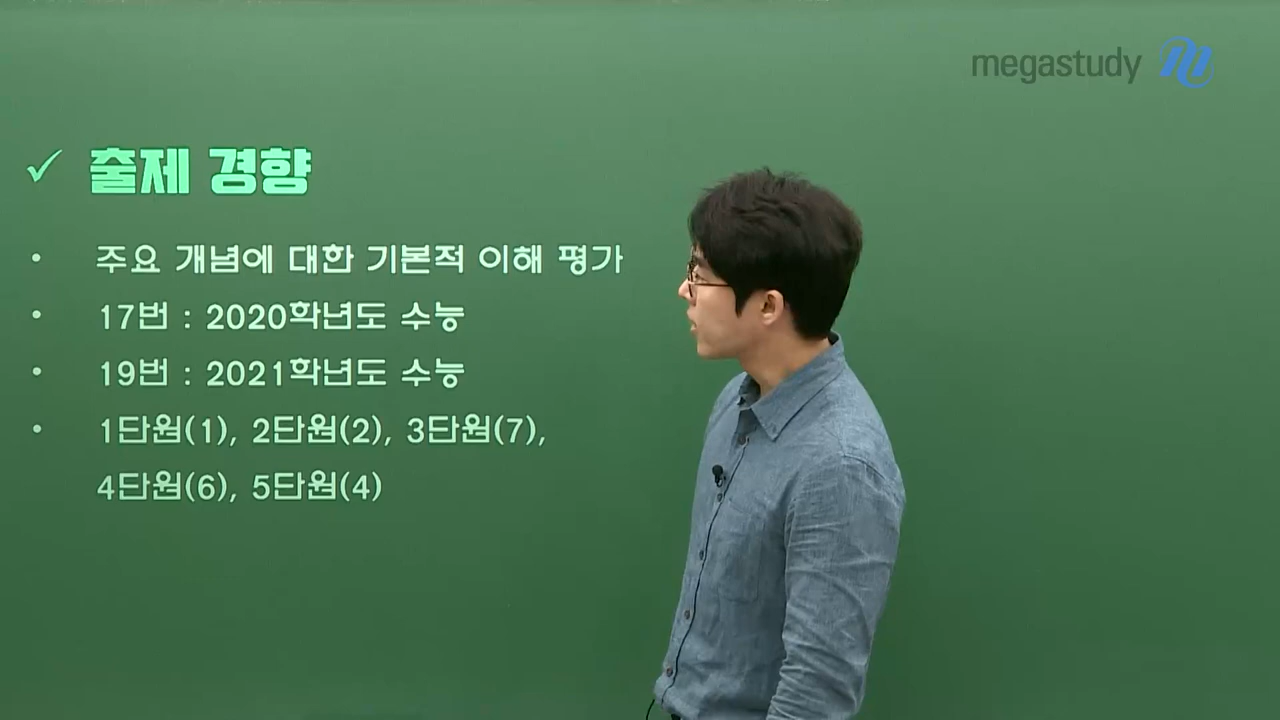 megastudy
✓ 출제 경향
• 주요 개념에 대한 기본적 이해 평가
• 17번 : 2020학년도 수능
• 19번 : 2021학년도 수능
• 1단원(1), 2단원(2), 3단원(7),
4단원(6), 5단원(4)